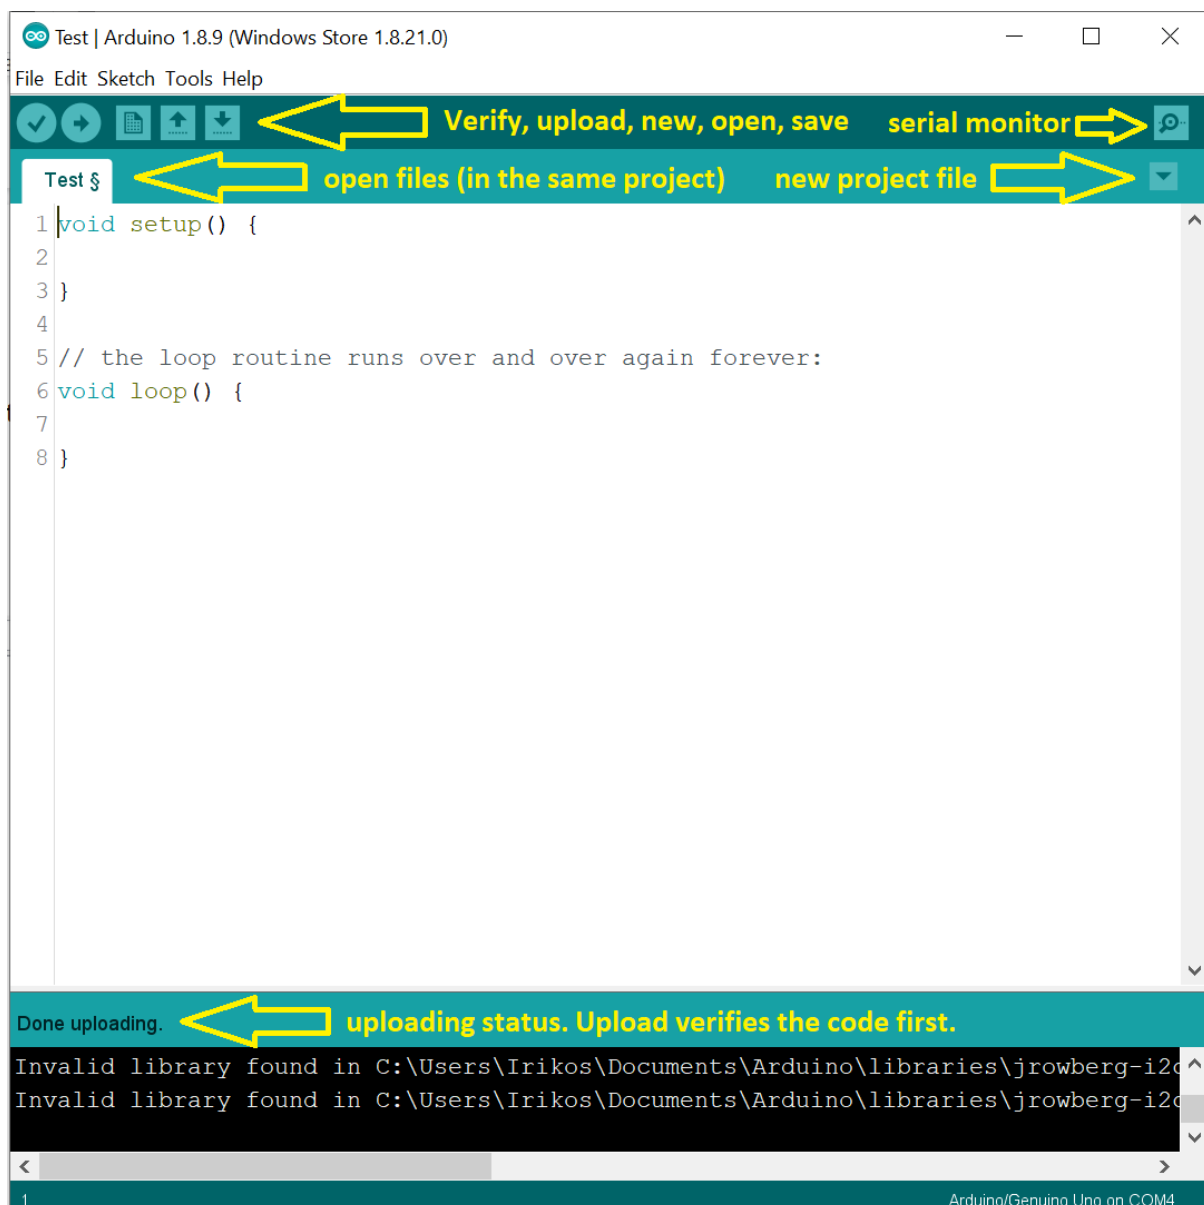 Test | Arduino 1.8.9 (Windows Store 1.8.21.0)
File Edit Sketch Tools Help
Verify, upload, new, open, save serial monitor
Test § open files (in the same project) new project file
1 void setup() {
2
3 }
4
5 // the loop routine runs over and over again forever:
6 void loop() {
7
8 }
Done uploading. uploading status. Upload verifies the code first.
Invalid library found in C:\Users\Irikos\Documents\Arduino\libraries\jrowberg-i2c
Invalid library found in C:\Users\Irikos\Documents\Arduino\libraries\jrowberg-i2c
1 Arduino/Genuino Uno on COM4